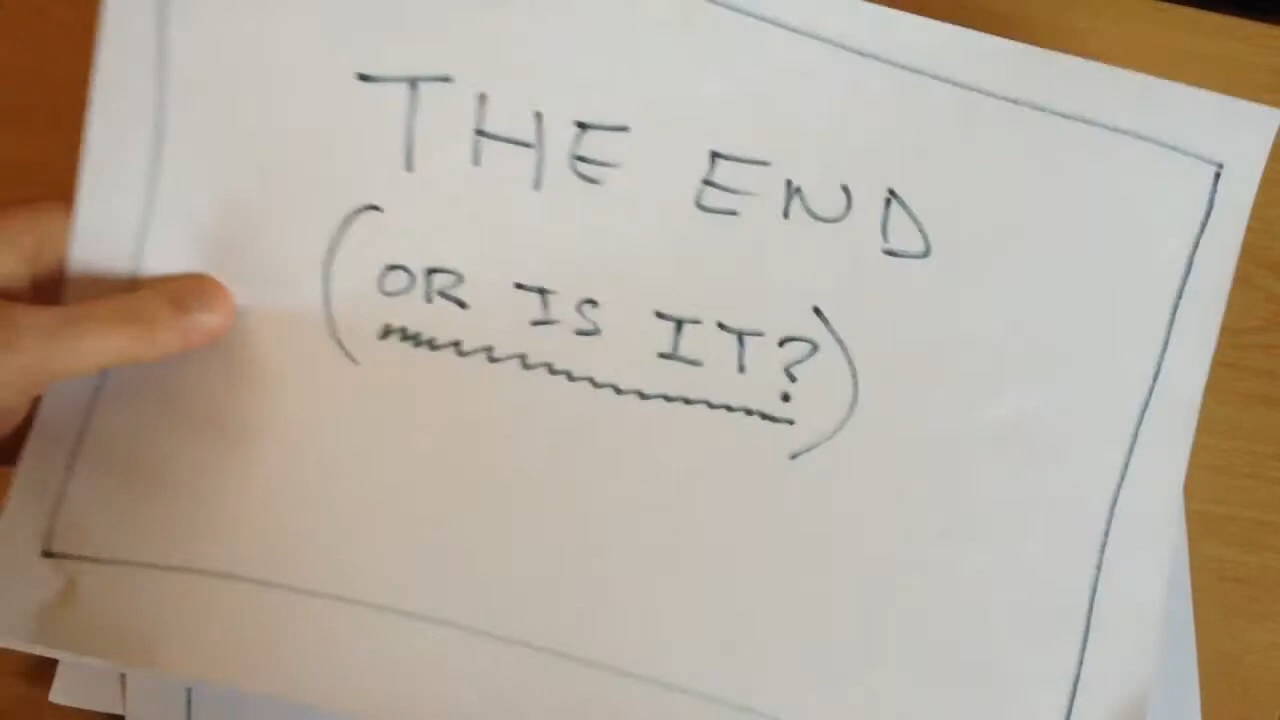 THE END
(OR IS IT?)